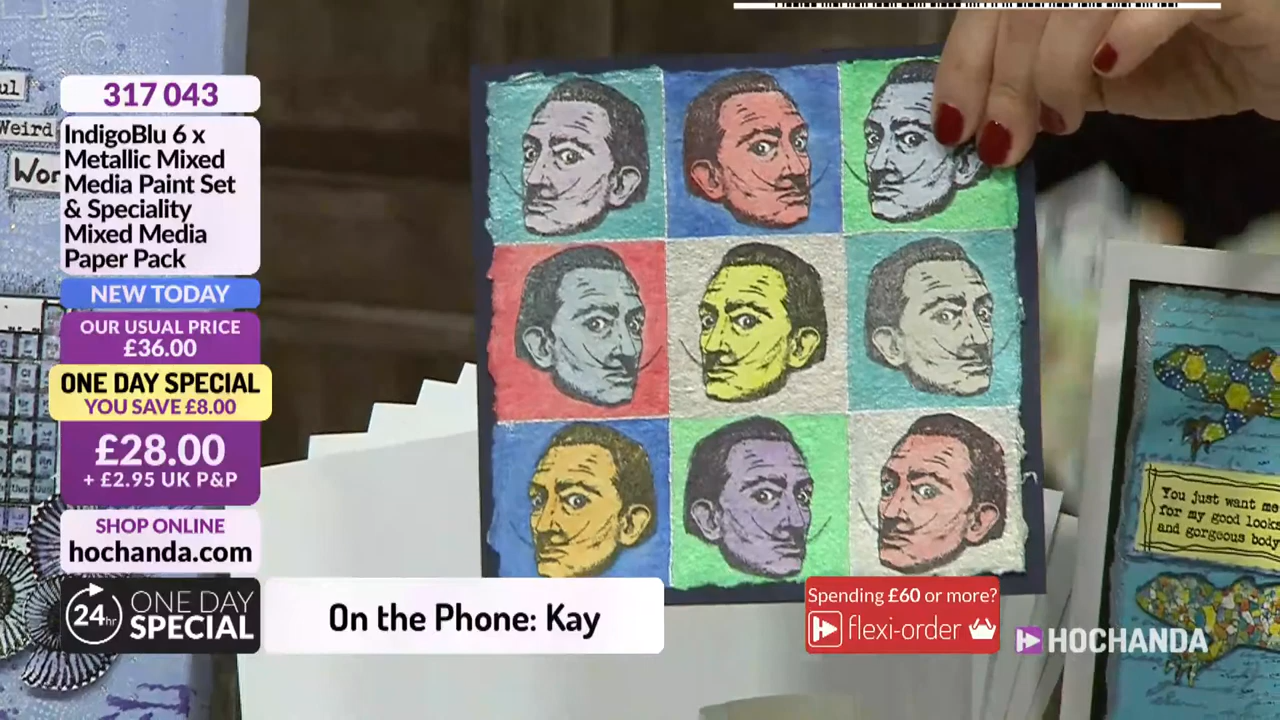 ul
Weird
Wor
317 043
IndigoBlu 6 x
Metallic Mixed
Media Paint Set
& Speciality
Mixed Media
Paper Pack
NEW TODAY
OUR USUAL PRICE
£36.00
ONE DAY SPECIAL
YOU SAVE £8.00
£28.00
+ £2.95 UK P&P
SHOP ONLINE
hochanda.com
24hr
ONE DAY
SPECIAL
On the Phone: Kay
Spending £60 or more?
flexi-order
HOCHANDA
You just want me
for my good looks
and gorgeous body